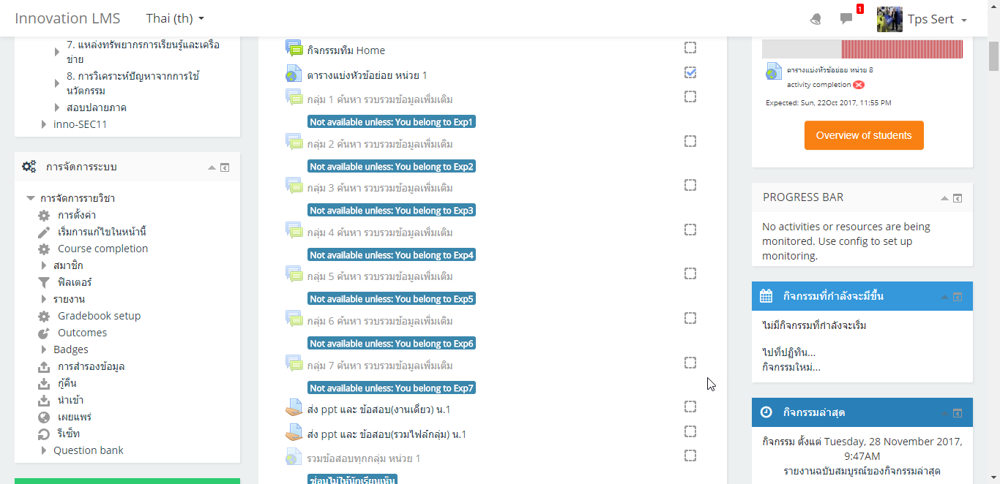 Innovation LMS
Thai (th)
1
Tps Sert
7. แหล่งทรัพยากรการเรียนรู้และเครือ
ข่าย
8. การวิเคราะห์ปัญหาจากการใช้
นวัตกรรม
สอบปลายภาค
inno-SEC11
การจัดการระบบ
การจัดการรายวิชา
การตั้งค่า
เริ่มการแก้ไขในหน้านี้
Course completion
สมาชิก
ฟิลเตอร์
รายงาน
Gradebook setup
Outcomes
Badges
การสำรองข้อมูล
กู้คืน
นำเข้า
เผยแพร่
รีเซ็ท
Question bank
กิจกรรมทีม Home
ตารางแบ่งหัวข้อย่อย หน่วย 1
กลุ่ม 1 ค้นหา รวบรวมข้อมูลเพิ่มเติม
Not available unless: You belong to Exp1
กลุ่ม 2 ค้นหา รวบรวมข้อมูลเพิ่มเติม
Not available unless: You belong to Exp2
กลุ่ม 3 ค้นหา รวบรวมข้อมูลเพิ่มเติม
Not available unless: You belong to Exp3
กลุ่ม 4 ค้นหา รวบรวมข้อมูลเพิ่มเติม
Not available unless: You belong to Exp4
กลุ่ม 5 ค้นหา รวบรวมข้อมูลเพิ่มเติม
Not available unless: You belong to Exp5
กลุ่ม 6 ค้นหา รวบรวมข้อมูลเพิ่มเติม
Not available unless: You belong to Exp6
กลุ่ม 7 ค้นหา รวบรวมข้อมูลเพิ่มเติม
Not available unless: You belong to Exp7
ส่ง ppt และ ข้อสอบ(งานเดี่ยว) น.1
ส่ง ppt และ ข้อสอบ(รวมไฟล์กลุ่ม) น.1
รวมข้อสอบทุกกลุ่ม หน่วย 1
ซ่อนไม่ให้นักเรียนเห็น
ตารางแบ่งหัวข้อย่อย หน่วย 8
activity completion
Expected: Sun, 22Oct 2017, 11:55 PM
Overview of students
PROGRESS BAR
No activities or resources are being
monitored. Use config to set up
monitoring.
กิจกรรมที่กำลังจะมีขึ้น
ไม่มีกิจกรรมที่กำลังจะเริ่ม
ไปที่ปฏิทิน...
กิจกรรมใหม่...
กิจกรรมล่าสุด
กิจกรรม ตั้งแต่ Tuesday, 28 November 2017,
9:47AM
รายงานฉบับสมบูรณ์ของกิจกรรมล่าสุด